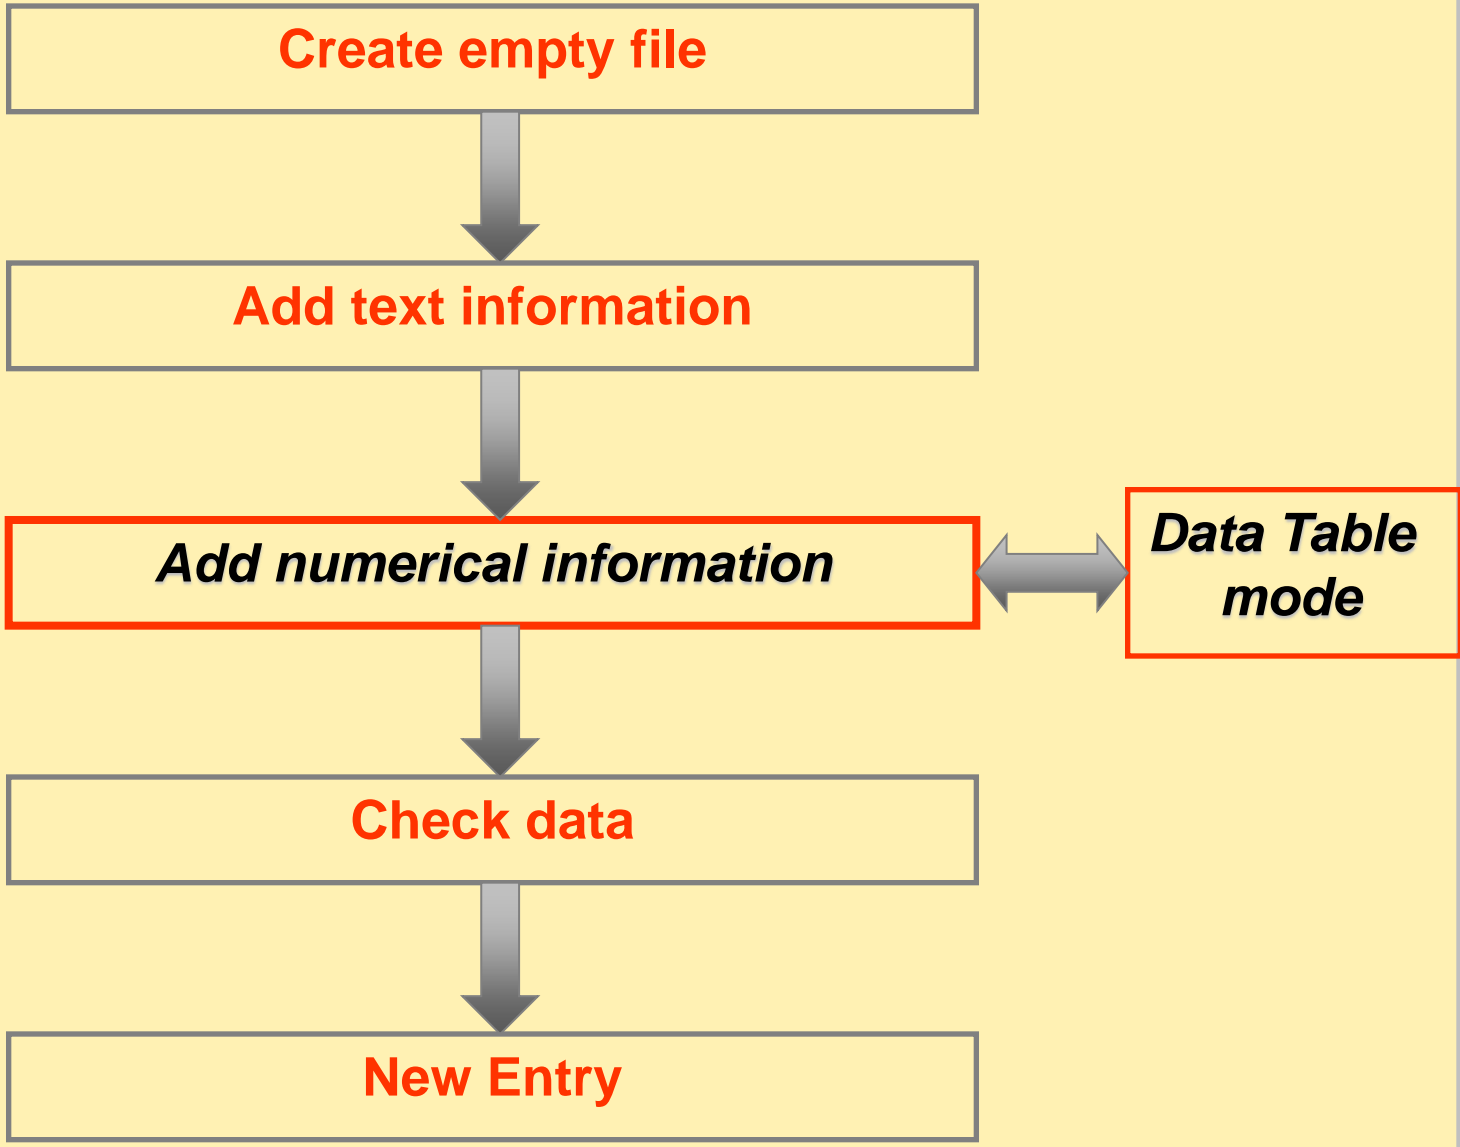 Create empty file
Add text information
Add numerical information
Data Table
mode
Check data
New Entry